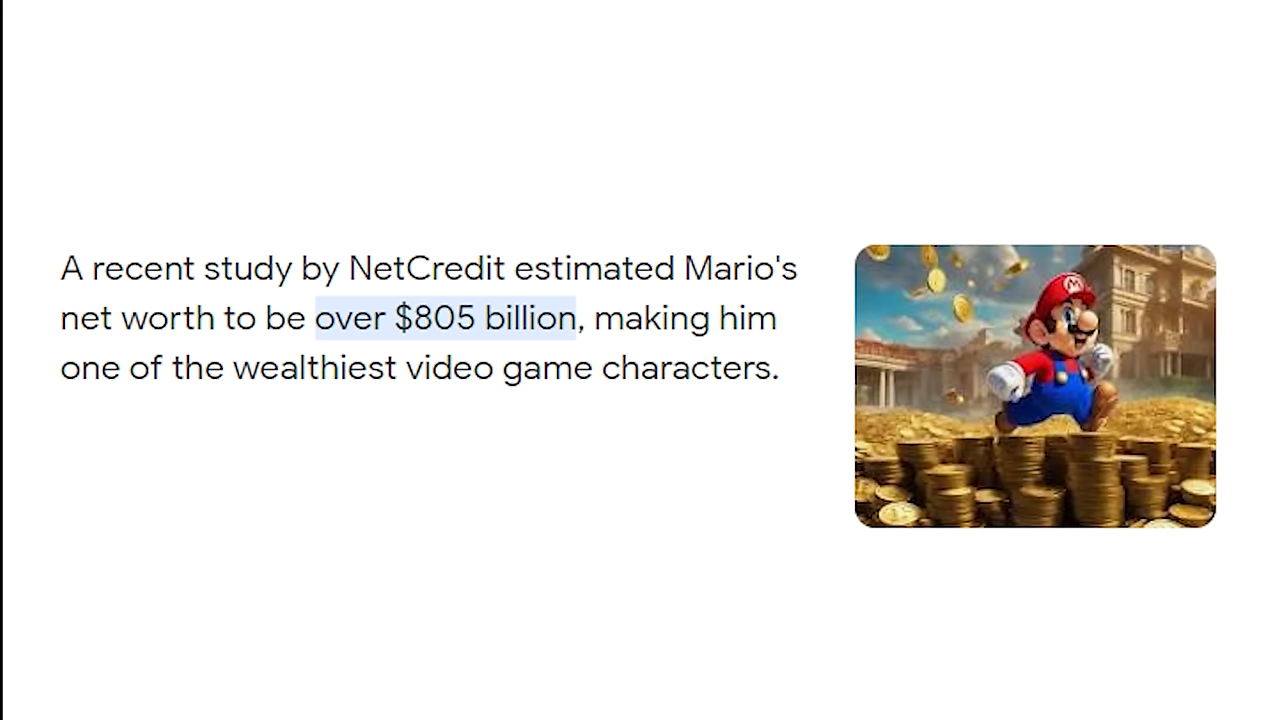 A recent study by NetCredit estimated Mario's
net worth to be over $805 billion, making him
one of the wealthiest video game characters.
M